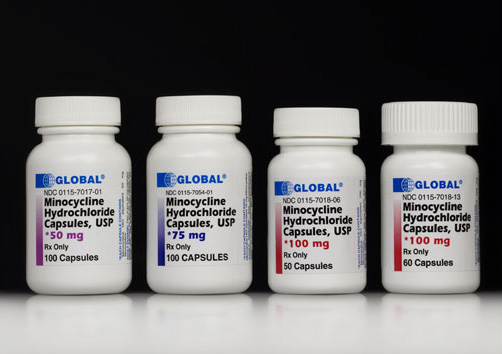 GLOBAL®
NDC 0115-7017-01
Minocycline
Hydrochloride
Capsules, USP
*50 mg
Rx Only
100 Capsules
GLOBAL®
NDC 0115-7054-01
Minocycline
Hydrochloride
Capsules, USP
*75 mg
Rx Only
100 CAPSULES
GLOBAL®
NDC 0115-7018-06
Minocycline
Hydrochloride
Capsules, USP
*100 mg
Rx Only
50 Capsules
GLOBAL®
NDC 0115-7018-13
Minocycline
Hydrochloride
Capsules, USP
*100 mg
Rx Only
60 Capsules